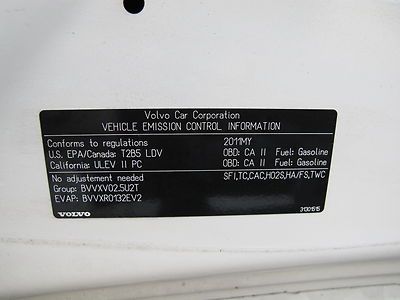 Volvo Car Corporation
VEHICLE EMISSION CONTROL INFORMATION
Conforms to regulations 2011MY
U.S. EPA/Canada: T2B5 LDV OBD: CA II Fuel: Gasoline
California: ULEV II PC OBD: CA II Fuel: Gasoline
No adjustement needed SFI,TC,CAC,HO2S,HA/FS,TWC
Group: BVVXV02.5U2T
EVAP: BVVXR0132EV2
VOLVO 31301515